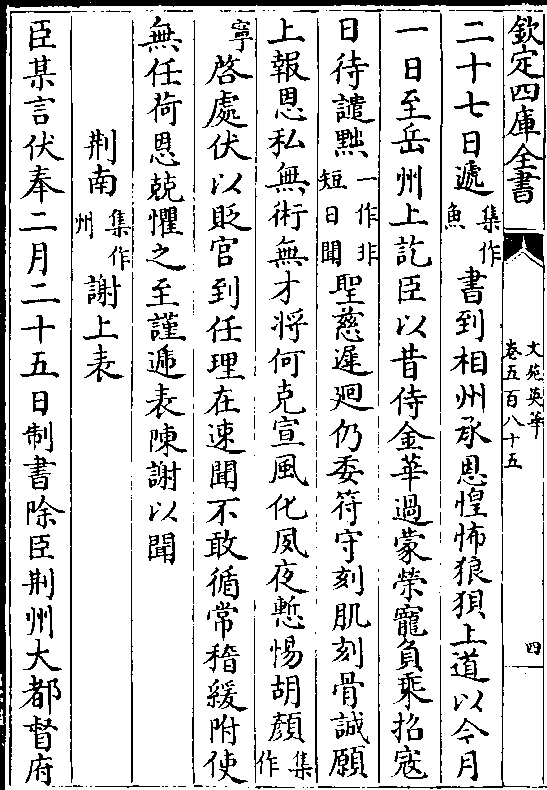 欽定四庫全書
文苑英華
卷五百八十五
四
二十七日遞集作魚書到相州承恩惶怖狼狽上道以今月
一日至岳州上訖臣以昔侍金華過蒙榮寵負乘招寇
日待譴黜一作非短日聞聖慈遲迴仍委符守刻肌刻骨誠願
上報恩私無術無才將何克宣風化夙夜慙惕胡顔集作
寧啓處伏以貶官到任理在速聞不敢循常稽緩附使
無任荷恩兢懼之至謹遞表陳謝以聞
荆南集作州謝上表
臣某言伏奉二月二十五日制書除臣荆州大都督府